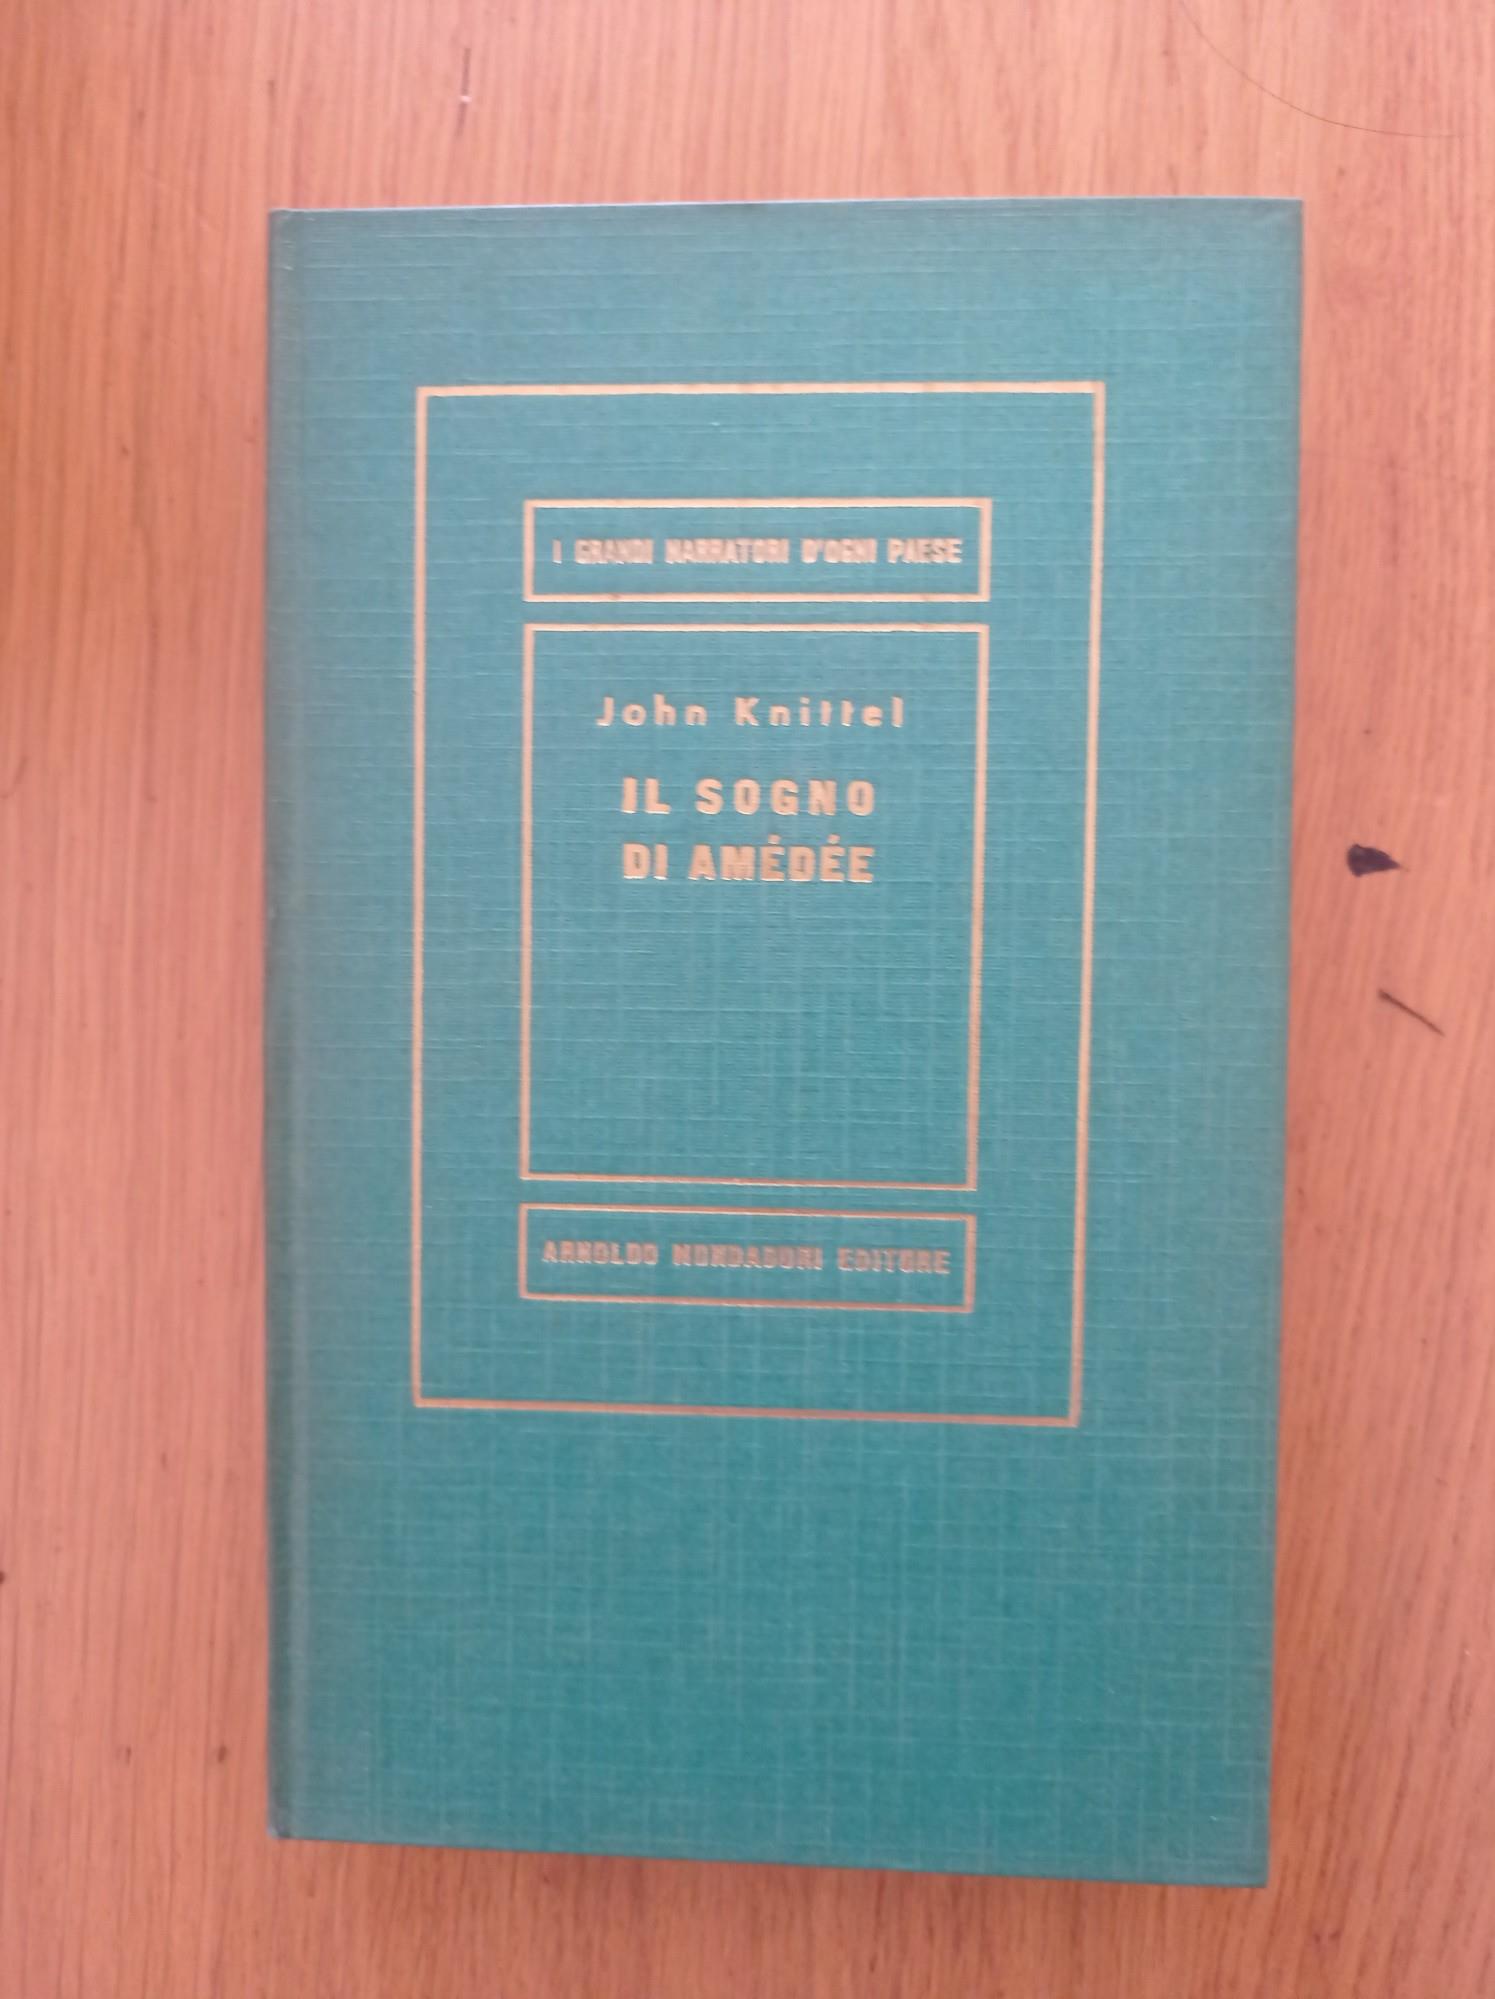 I GRANDI NARRATORI D'OGNI PAESE
John Knittel
IL SOGNO
DI AMÉDÉE
ARNOLDO MONDADORI EDITORE